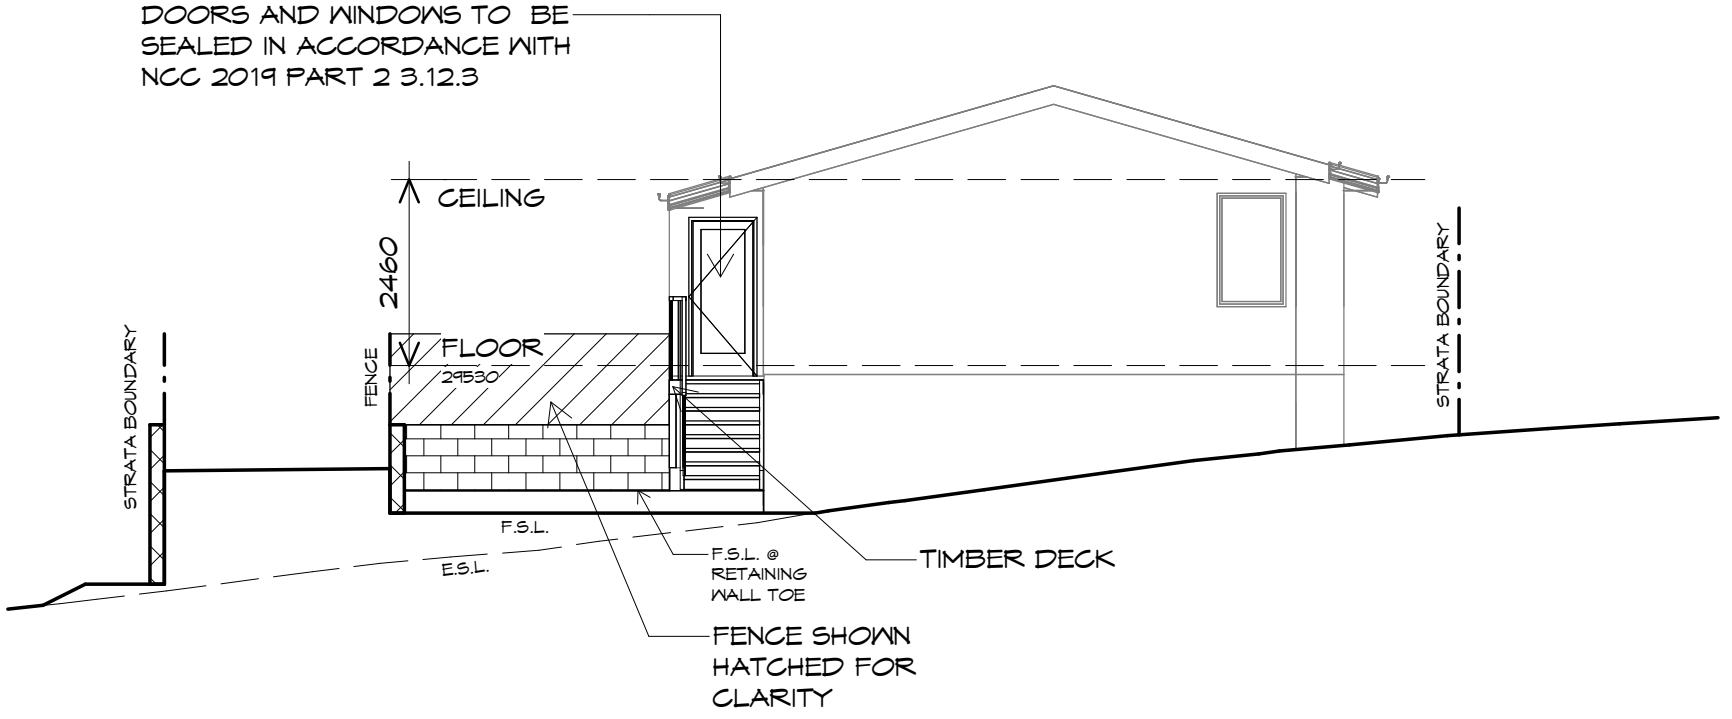 DOORS AND WINDOWS TO BE
SEALED IN ACCORDANCE WITH
NCC 2019 PART 2 3.12.3
CEILING
2460
FLOOR
29530
FENCE
STRATA BOUNDARY
STRATA BOUNDARY
F.S.L.
E.S.L.
F.S.L. @
RETAINING
WALL TOE
TIMBER DECK
FENCE SHOWN
HATCHED FOR
CLARITY